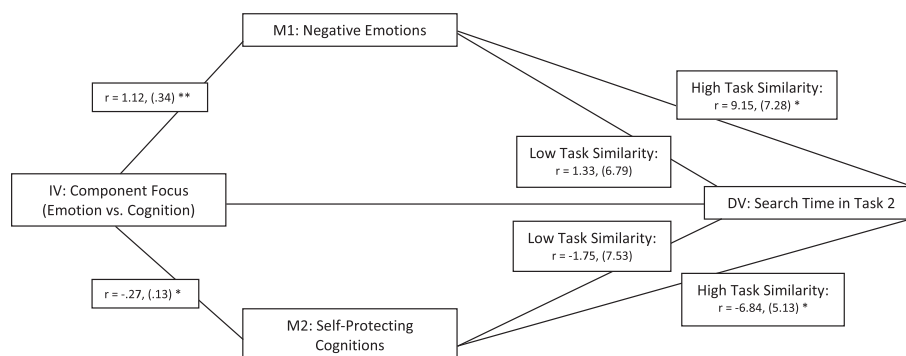 M1: Negative Emotions
r = 1.12, (.34) **
High Task Similarity:
r = 9.15, (7.28) *
Low Task Similarity:
r = 1.33, (6.79)
IV: Component Focus
(Emotion vs. Cognition)
DV: Search Time in Task 2
Low Task Similarity:
r = -1.75, (7.53)
r = -.27, (.13) *
High Task Similarity:
r = -6.84, (5.13) *
M2: Self-Protecting
Cognitions